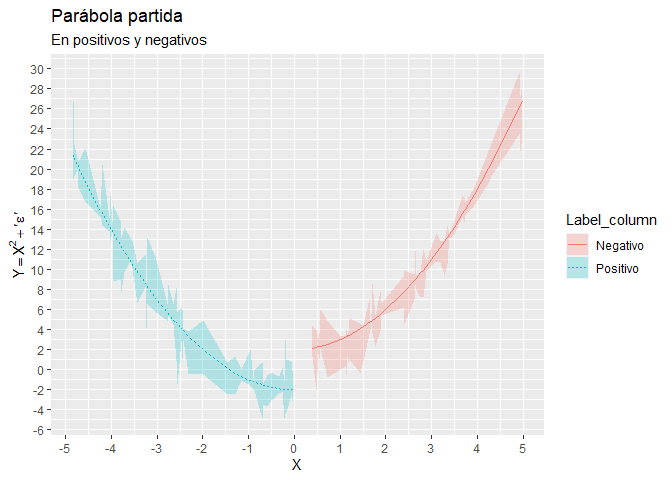 Parábola partida
En positivos y negativos
30
28
26
24
22
20
18
16
14
12
10
8
6
4
2
0
-2
-4
-6
Y = X² + 'ε'
-5 -4 -3 -2 -1 0 1 2 3 4 5
X
Label_column
Negativo
Positivo